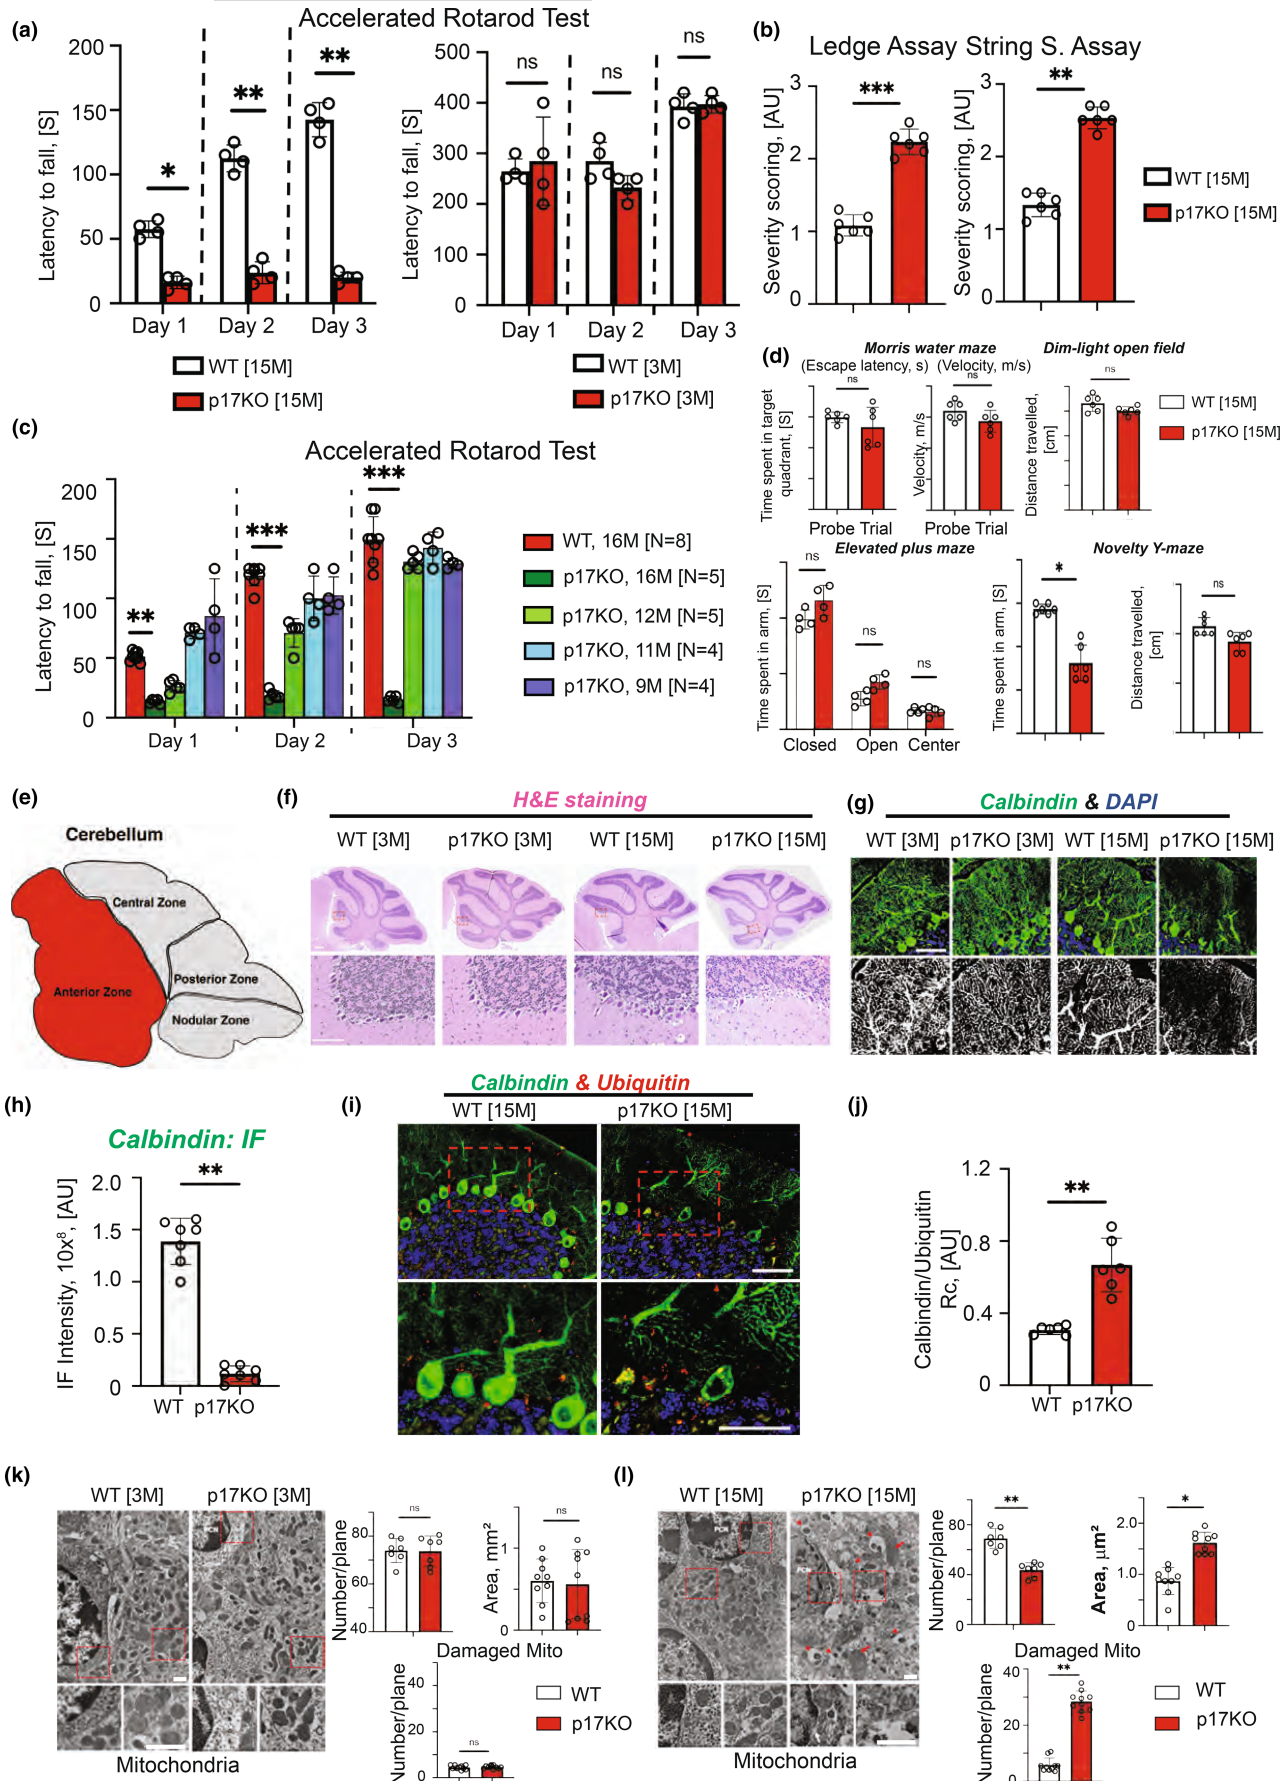 (a)
Accelerated Rotarod Test
Latency to fall, [S]
200
150
100
50
0
*
**
**
Day 1
Day 2
Day 3
WT [15M]
p17KO [15M]
Latency to fall, [S]
500
400
300
200
100
0
ns
ns
ns
Day 1
Day 2
Day 3
WT [3M]
p17KO [3M]
(b)
Ledge Assay String S. Assay
Severity scoring, [AU]
3
2
1
0
***
Severity scoring, [AU]
3
2
1
0
**
WT [15M]
p17KO [15M]
(c)
Accelerated Rotarod Test
Latency to fall, [S]
200
150
100
50
0
**
***
***
Day 1
Day 2
Day 3
WT, 16M [N=8]
p17KO, 16M [N=5]
p17KO, 12M [N=5]
p17KO, 11M [N=4]
p17KO, 9M [N=4]
(d)
Morris water maze
(Escape latency, s) (Velocity, m/s)
Dim-light open field
Time spent in target
quadrant, [S]
ns
Probe Trial
Velocity, m/s
ns
Probe Trial
Distance travelled,
[cm]
ns
WT [15M]
p17KO [15M]
Elevated plus maze
Time spent in arm, [S]
ns
ns
ns
Closed
Open
Center
Novelty Y-maze
Time spent in arm, [S]
*
Distance travelled,
[cm]
ns
(e)
Cerebellum
Central Zone
Anterior Zone
Posterior Zone
Nodular Zone
(f)
H&E staining
WT [3M]
p17KO [3M]
WT [15M]
p17KO [15M]
(g)
Calbindin & DAPI
WT [3M]
p17KO [3M]
WT [15M]
p17KO [15M]
(h)
Calbindin: IF
IF Intensity, 10x⁸, [AU]
2.0
1.5
1.0
0.5
0
**
WT p17KO
(i)
Calbindin & Ubiquitin
WT [15M]
p17KO [15M]
(j)
Calbindin/Ubiquitin
Rc, [AU]
1.2
0.8
0.4
0
**
WT p17KO
(k)
WT [3M]
p17KO [3M]
PCN
Mitochondria
Number/plane
80
60
40
ns
Area, mm²
1
0
ns
Damaged Mito
Number/plane
40
20
0
ns
WT
p17KO
(l)
WT [15M]
p17KO [15M]
PCN
Mitochondria
Number/plane
80
40
0
**
Area, µm²
2.0
1.0
0
*
Damaged Mito
Number/plane
40
20
0
**
WT
p17KO